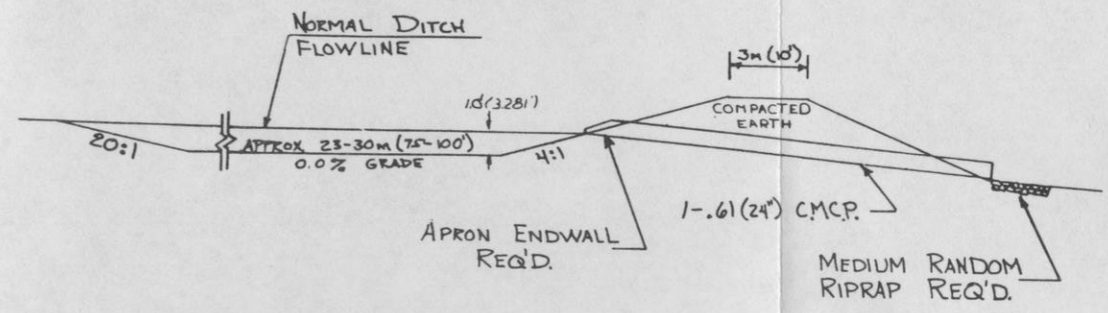 NORMAL DITCH
FLOWLINE
3m (10')
1.0 (3.281')
COMPACTED
EARTH
20:1
APPROX 23-30m (75-100')
0.0% GRADE
4:1
1-.61 (24") C.M.C.P.
APRON ENDWALL
REQ'D.
MEDIUM RANDOM
RIPRAP REQ'D.